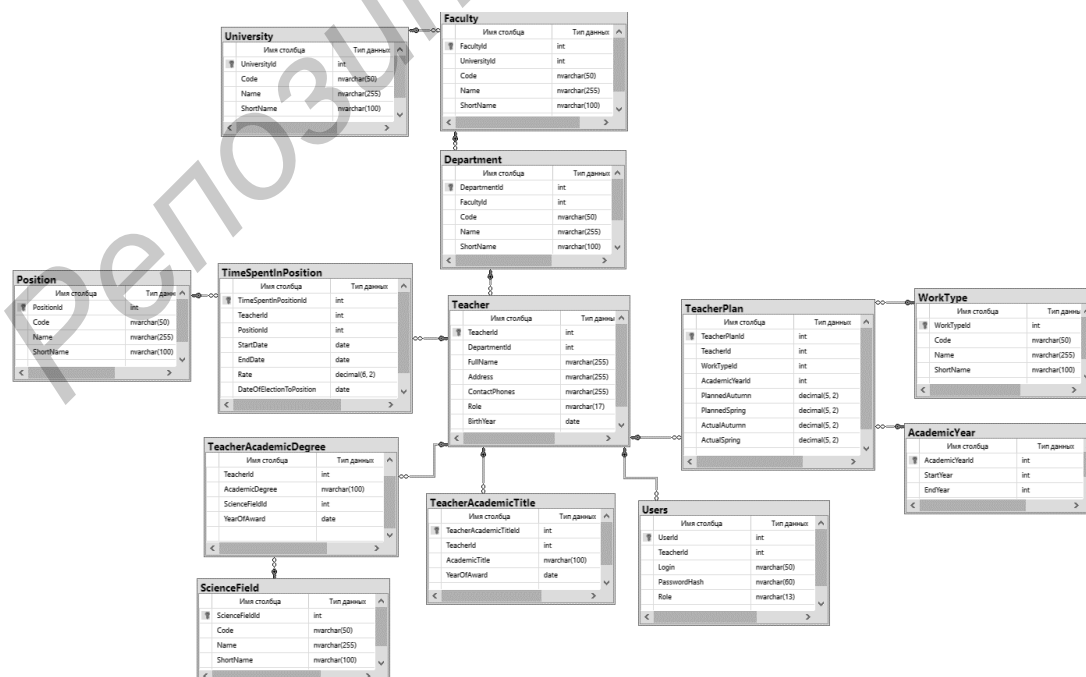 Репози
University
Имя столбца Тип данных
UniversityId int
Code nvarchar(50)
Name nvarchar(255)
ShortName nvarchar(100)
Faculty
Имя столбца Тип данных
FacultyId int
UniversityId int
Code nvarchar(50)
Name nvarchar(255)
ShortName nvarchar(100)
Department
Имя столбца Тип данных
DepartmentId int
FacultyId int
Code nvarchar(50)
Name nvarchar(255)
ShortName nvarchar(100)
Position
Имя столбца Тип данн
PositionId int
Code nvarchar(50)
Name nvarchar(255)
ShortName nvarchar(100)
TimeSpentInPosition
Имя столбца Тип данных
TimeSpentInPositionId int
TeacherId int
PositionId int
StartDate date
EndDate date
Rate decimal(6, 2)
DateOfElectionToPosition date
Teacher
Имя столбца Тип данны
TeacherId int
DepartmentId int
FullName nvarchar(255)
Address nvarchar(255)
ContactPhones nvarchar(255)
Role nvarchar(17)
BirthYear date
TeacherPlan
Имя столбца Тип данных
TeacherPlanId int
TeacherId int
WorkTypeId int
AcademicYearId int
PlannedAutumn decimal(5, 2)
PlannedSpring decimal(5, 2)
ActualAutumn decimal(5, 2)
ActualSpring decimal(5, 2)
WorkType
Имя столбца Тип данны
WorkTypeId int
Code nvarchar(50)
Name nvarchar(255)
ShortName nvarchar(100)
AcademicYear
Имя столбца Тип данных
AcademicYearId int
StartYear int
EndYear int
TeacherAcademicDegree
Имя столбца Тип данных
TeacherId int
AcademicDegree nvarchar(100)
ScienceFieldId int
YearOfAward date
TeacherAcademicTitle
Имя столбца Тип данных
TeacherAcademicTitleId int
TeacherId int
AcademicTitle nvarchar(100)
YearOfAward date
Users
Имя столбца Тип данных
UserId int
TeacherId int
Login nvarchar(50)
PasswordHash nvarchar(60)
Role nvarchar(13)
ScienceField
Имя столбца Тип данных
ScienceFieldId int
Code nvarchar(50)
Name nvarchar(255)
ShortName nvarchar(100)